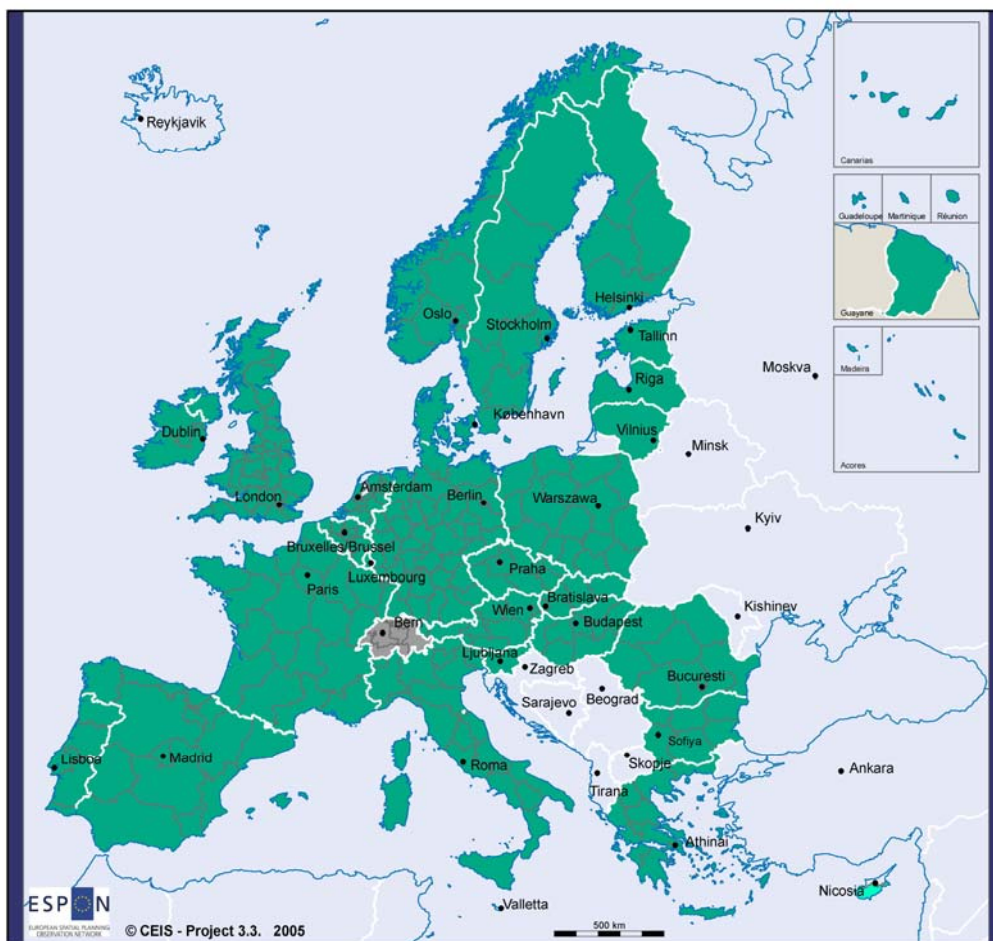 Reykjavik
Canarias
Guadeloupe
Martinique
Réunion
Guayane
Madeira
Acores
Helsinki
Oslo
Stockholm
Tallinn
Moskva
Riga
København
Vilnius
Dublin
Minsk
Amsterdam
Berlin
London
Warszawa
Kyiv
Bruxelles/Brussel
Luxembourg
Praha
Paris
Bratislava
Wien
Kishinev
Budapest
Bern
Ljubljana
Zagreb
Bucuresti
Beograd
Sarajevo
Sofiya
Lisboa
Madrid
Roma
Skopje
Ankara
Tirana
Athinai
Nicosia
Valletta
ESPON
EUROPEAN SPATIAL PLANNING
OBSERVATION NETWORK
© CEIS - Project 3.3. 2005
500 km